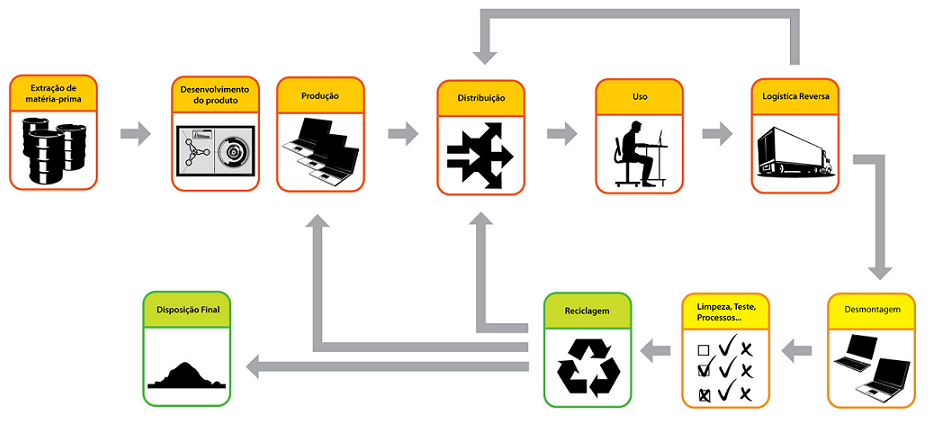 Extração de
matéria-prima
Desenvolvimento
do produto
Produção
Distribuição
Uso
Logística Reversa
Disposição Final
Reciclagem
Limpeza, Teste,
Processos...
Desmontagem